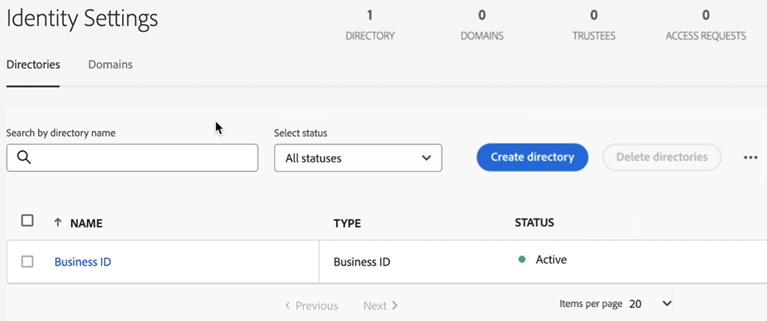 Identity Settings
1 0 0 0
DIRECTORY DOMAINS TRUSTEES ACCESS REQUESTS
Directories Domains
Search by directory name Select status
All statuses Create directory Delete directories
NAME TYPE STATUS
Business ID Business ID Active
Previous Next Items per page 20